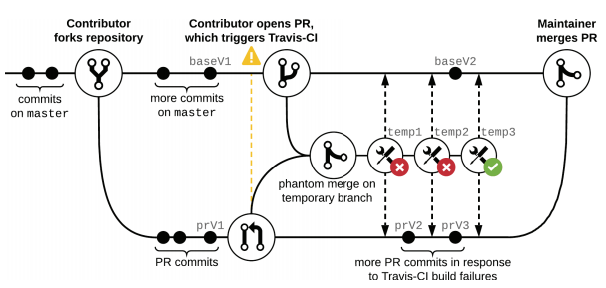 Contributor
forks repository
Contributor opens PR,
which triggers Travis-CI
Maintainer
merges PR
baseV1
baseV2
commits
on master
more commits
on master
temp1
temp2
temp3
phantom merge on
temporary branch
prV1
prV2
prV3
PR commits
more PR commits in response
to Travis-CI build failures